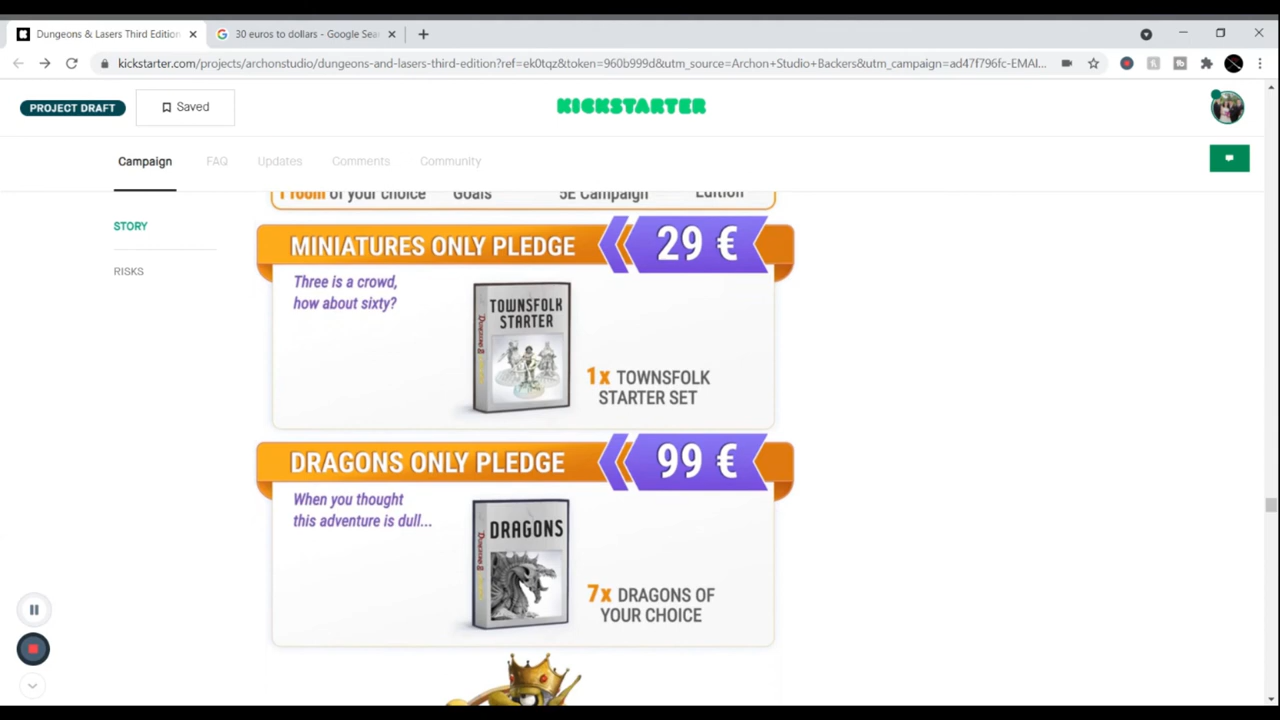 Dungeons & Lasers Third Edition
30 euros to dollars - Google Sea
kickstarter.com/projects/archonstudio/dungeons-and-lasers-third-edition?ref=ek0tqz&token=960b999d&utm_source=Archon+Studio+Backers&utm_campaign=ad47f796fc-EMAI...
PROJECT DRAFT
Saved
KICKSTARTER
Campaign
FAQ
Updates
Comments
Community
STORY
RISKS
1 room of your choice
Goals
5E Campaign
Edition
MINIATURES ONLY PLEDGE
29 €
Three is a crowd,
how about sixty?
TOWNSFOLK
STARTER
1x TOWNSFOLK
STARTER SET
DRAGONS ONLY PLEDGE
99 €
When you thought
this adventure is dull...
DRAGONS
7x DRAGONS OF
YOUR CHOICE